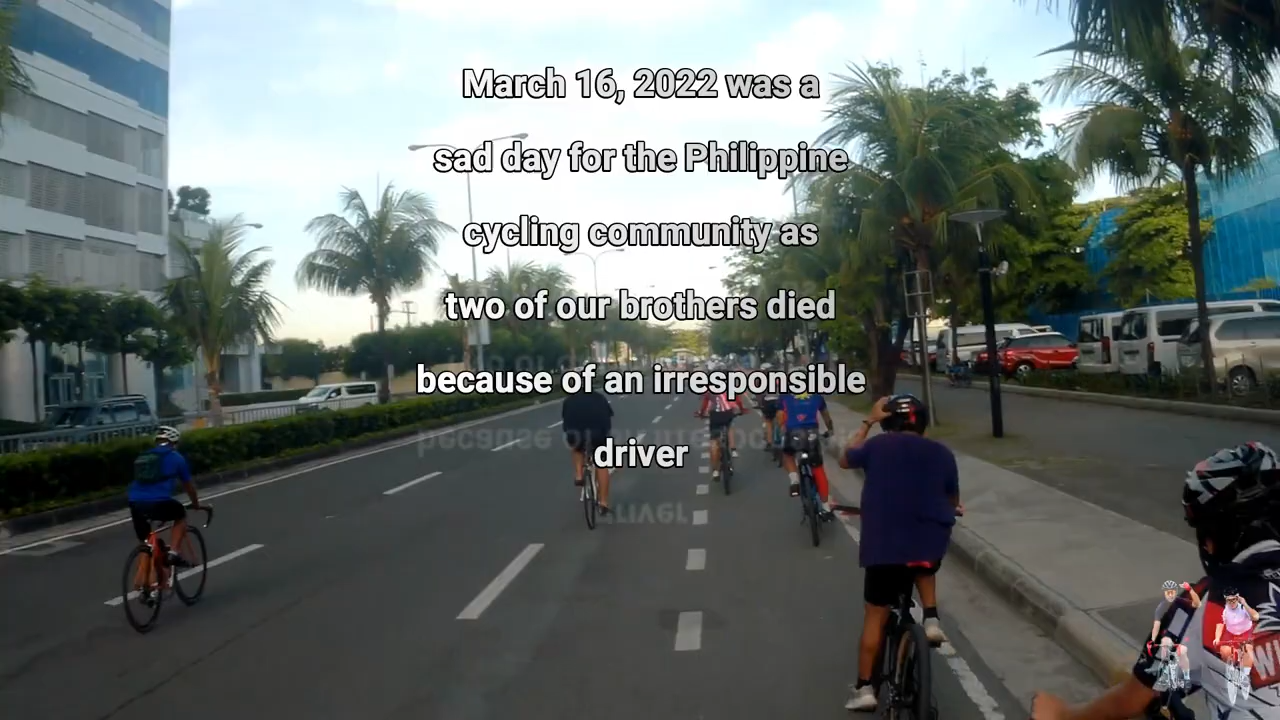 March 16, 2022 was a
sad day for the Philippine
cycling community as
two of our brothers died
because of an irresponsible
driver